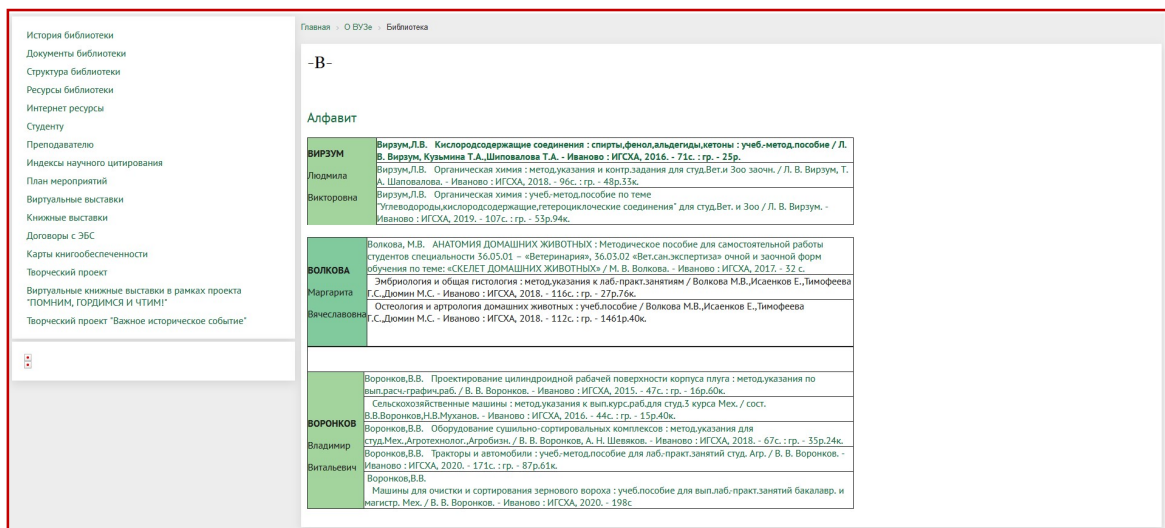 История библиотеки
Документы библиотеки
Структура библиотеки
Ресурсы библиотеки
Интернет ресурсы
Студенту
Преподавателю
Индексы научного цитирования
План мероприятий
Виртуальные выставки
Книжные выставки
Договоры с ЭБС
Карты книгообеспеченности
Творческий проект
Виртуальные книжные выставки в рамках проекта
"ПОМНИМ, ГОРДИМСЯ И ЧТИМ!"
Творческий проект "Важное историческое событие"
Главная › О ВУЗе › Библиотека
-В-
Алфавит
ВИРЗУМ
Людмила
Викторовна
Вирзум,Л.В. Кислородсодержащие соединения : спирты,фенол,альдегиды,кетоны : учеб.-метод.пособие / Л.
В. Вирзум, Кузьмина Т.А.,Шиповалова Т.А. - Иваново : ИГСХА, 2016. - 71с. : гр. - 25р.
Вирзум,Л.В. Органическая химия : метод.указания и контр.задания для студ.Вет.и Зоо заочн. / Л. В. Вирзум, Т.
А. Шаповалова. - Иваново : ИГСХА, 2018. - 96с. : гр. - 48р.33к.
Вирзум,Л.В. Органическая химия : учеб.-метод.пособие по теме
"Углеводороды,кислородсодержащие,гетероциклоческие соединения" для студ.Вет. и Зоо / Л. В. Вирзум. -
Иваново : ИГСХА, 2019. - 107с. : гр. - 53р.94к.
ВОЛКОВА
Маргарита
Вячеславовна
Волкова, М.В. АНАТОМИЯ ДОМАШНИХ ЖИВОТНЫХ : Методическое пособие для самостоятельной работы
студентов специальности 36.05.01 – «Ветеринария», 36.03.02 «Вет.сан.экспертиза» очной и заочной форм
обучения по теме: «СКЕЛЕТ ДОМАШНИХ ЖИВОТНЫХ» / М. В. Волкова. - Иваново : ИГСХА, 2017. - 32 с.
Эмбриология и общая гистология : метод.указания к лаб.-практ.занятиям / Волкова М.В.,Исаенков Е.,Тимофеева
Г.С.,Дюмин М.С. - Иваново : ИГСХА, 2018. - 116с. : гр. - 27р.76к.
Остеология и артрология домашних животных : учеб.пособие / Волкова М.В.,Исаенков Е.,Тимофеева
Г.С.,Дюмин М.С. - Иваново : ИГСХА, 2018. - 112с. : гр. - 1461р.40к.
ВОРОНКОВ
Владимир
Витальевич
Воронков,В.В. Проектирование цилиндроидной рабачей поверхности корпуса плуга : метод.указания по
вып.расч.-графич.раб. / В. В. Воронков. - Иваново : ИГСХА, 2015. - 47с. : гр. - 16р.60к.
Сельскохозяйственные машины : метод.указания к вып.курс.раб.для студ.3 курса Мех. / сост.
В.В.Воронков,Н.В.Муханов. - Иваново : ИГСХА, 2016. - 44с. : гр. - 15р.40к.
Воронков,В.В. Оборудование сушильно-сортировальных комплексов : метод.указания для
студ.Мех.,Агротехнолог.,Агробизн. / В. В. Воронков, А. Н. Шевяков. - Иваново : ИГСХА, 2018. - 67с. : гр. - 35р.24к.
Воронков,В.В. Тракторы и автомобили : учеб.-метод.пособие для лаб.-практ.занятий студ. Агр. / В. В. Воронков. -
Иваново : ИГСХА, 2020. - 171с. : гр. - 87р.61к.
Воронков,В.В.
Машины для очистки и сортирования зернового вороха : учеб.пособие для вып.лаб.-практ.занятий бакалавр. и
магистр. Мех. / В. В. Воронков. - Иваново : ИГСХА, 2020. - 198с